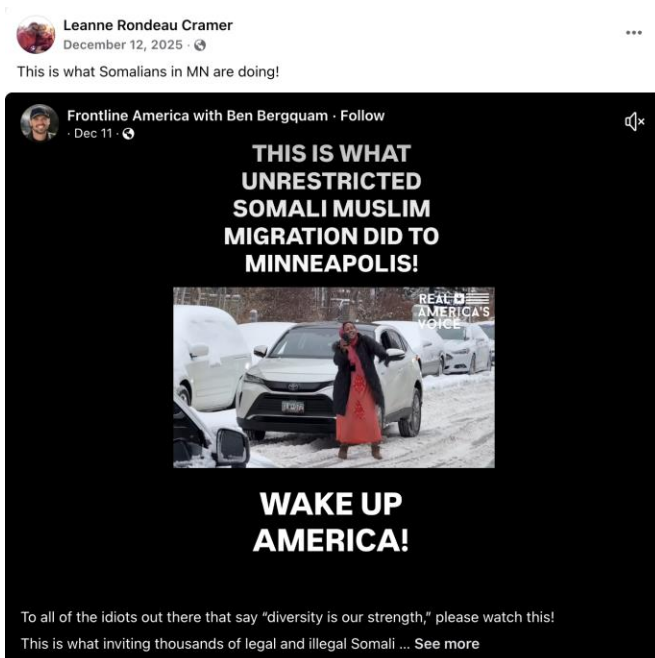 Leanne Rondeau Cramer
December 12, 2025 ·
This is what Somalians in MN are doing!
Frontline America with Ben Bergquam · Follow
· Dec 11 ·
THIS IS WHAT
UNRESTRICTED
SOMALI MUSLIM
MIGRATION DID TO
MINNEAPOLIS!
REAL
AMERICA'S
VOICE
WAKE UP
AMERICA!
To all of the idiots out there that say “diversity is our strength,” please watch this!
This is what inviting thousands of legal and illegal Somali ... See more